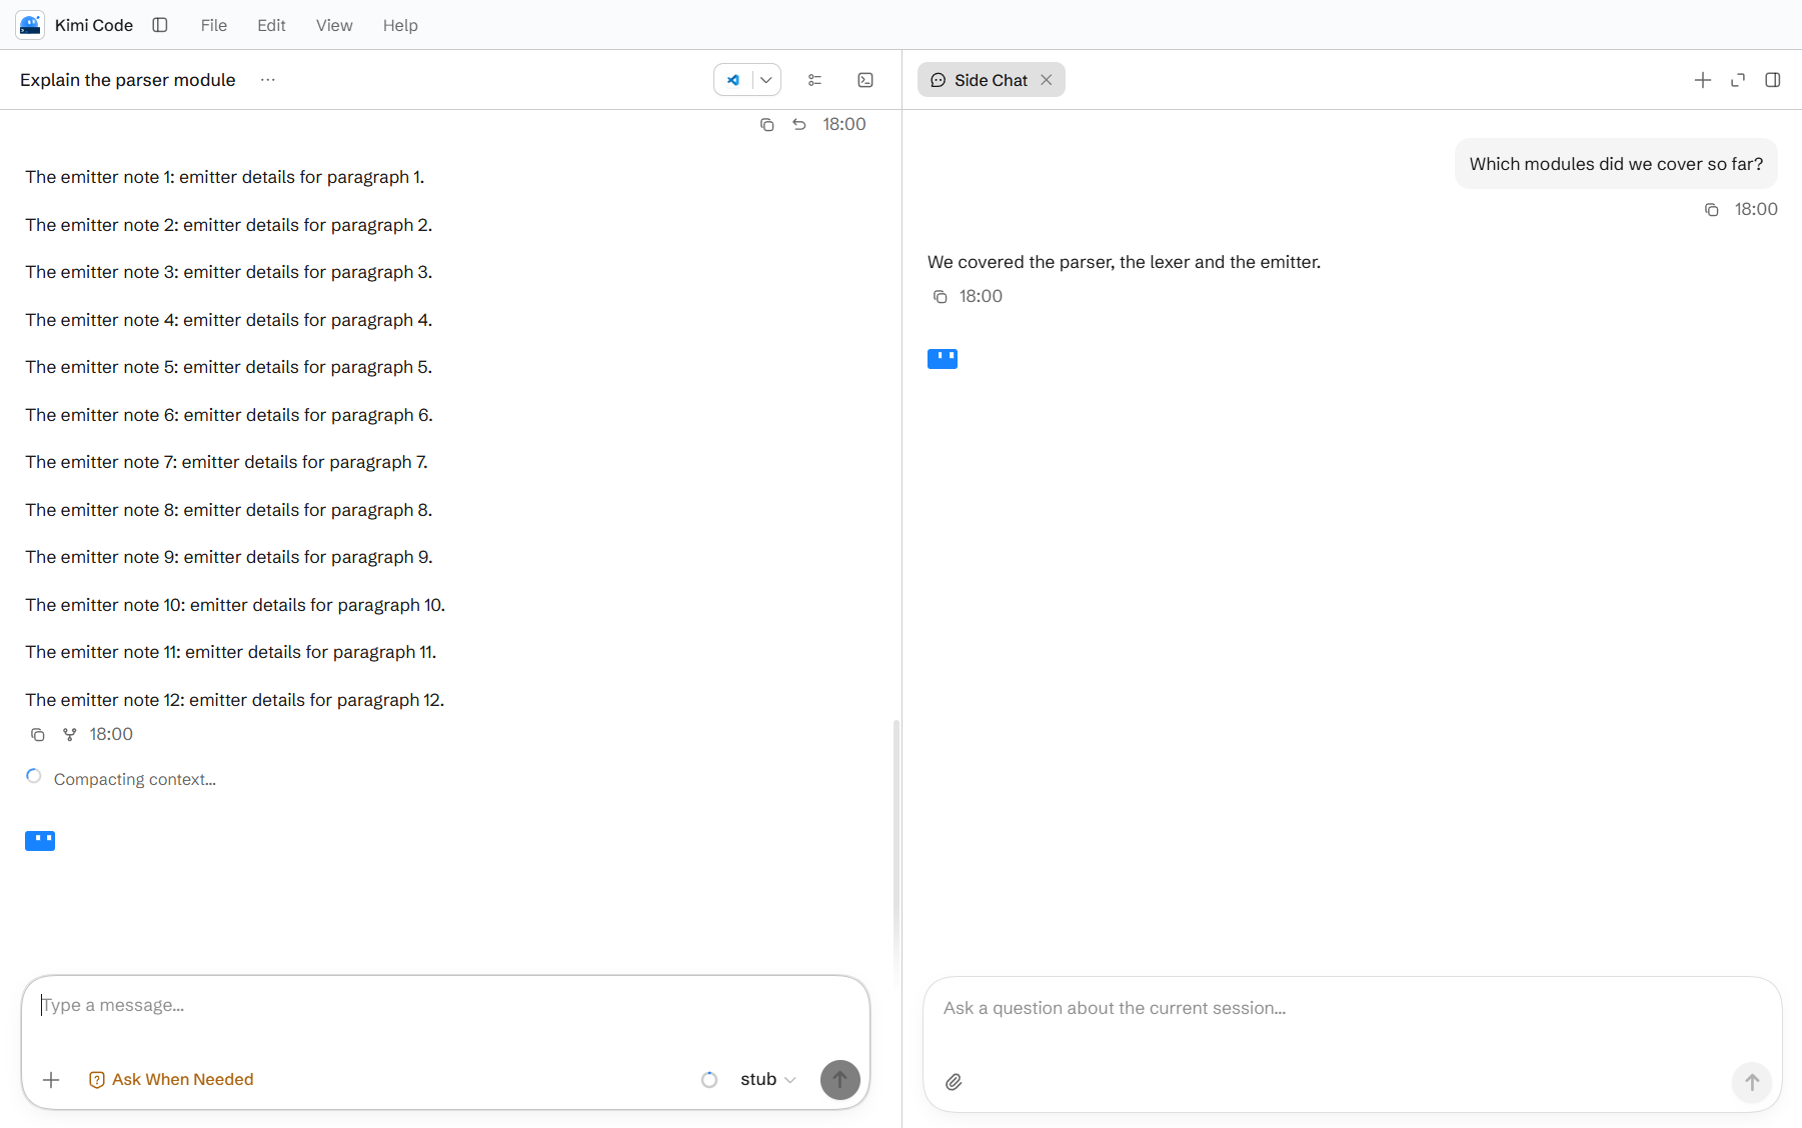 Kimi Code File Edit View Help
Explain the parser module
18:00
The emitter note 1: emitter details for paragraph 1.
The emitter note 2: emitter details for paragraph 2.
The emitter note 3: emitter details for paragraph 3.
The emitter note 4: emitter details for paragraph 4.
The emitter note 5: emitter details for paragraph 5.
The emitter note 6: emitter details for paragraph 6.
The emitter note 7: emitter details for paragraph 7.
The emitter note 8: emitter details for paragraph 8.
The emitter note 9: emitter details for paragraph 9.
The emitter note 10: emitter details for paragraph 10.
The emitter note 11: emitter details for paragraph 11.
The emitter note 12: emitter details for paragraph 12.
18:00
Compacting context...
Type a message...
Ask When Needed stub
Side Chat
Which modules did we cover so far?
18:00
We covered the parser, the lexer and the emitter.
18:00
Ask a question about the current session...